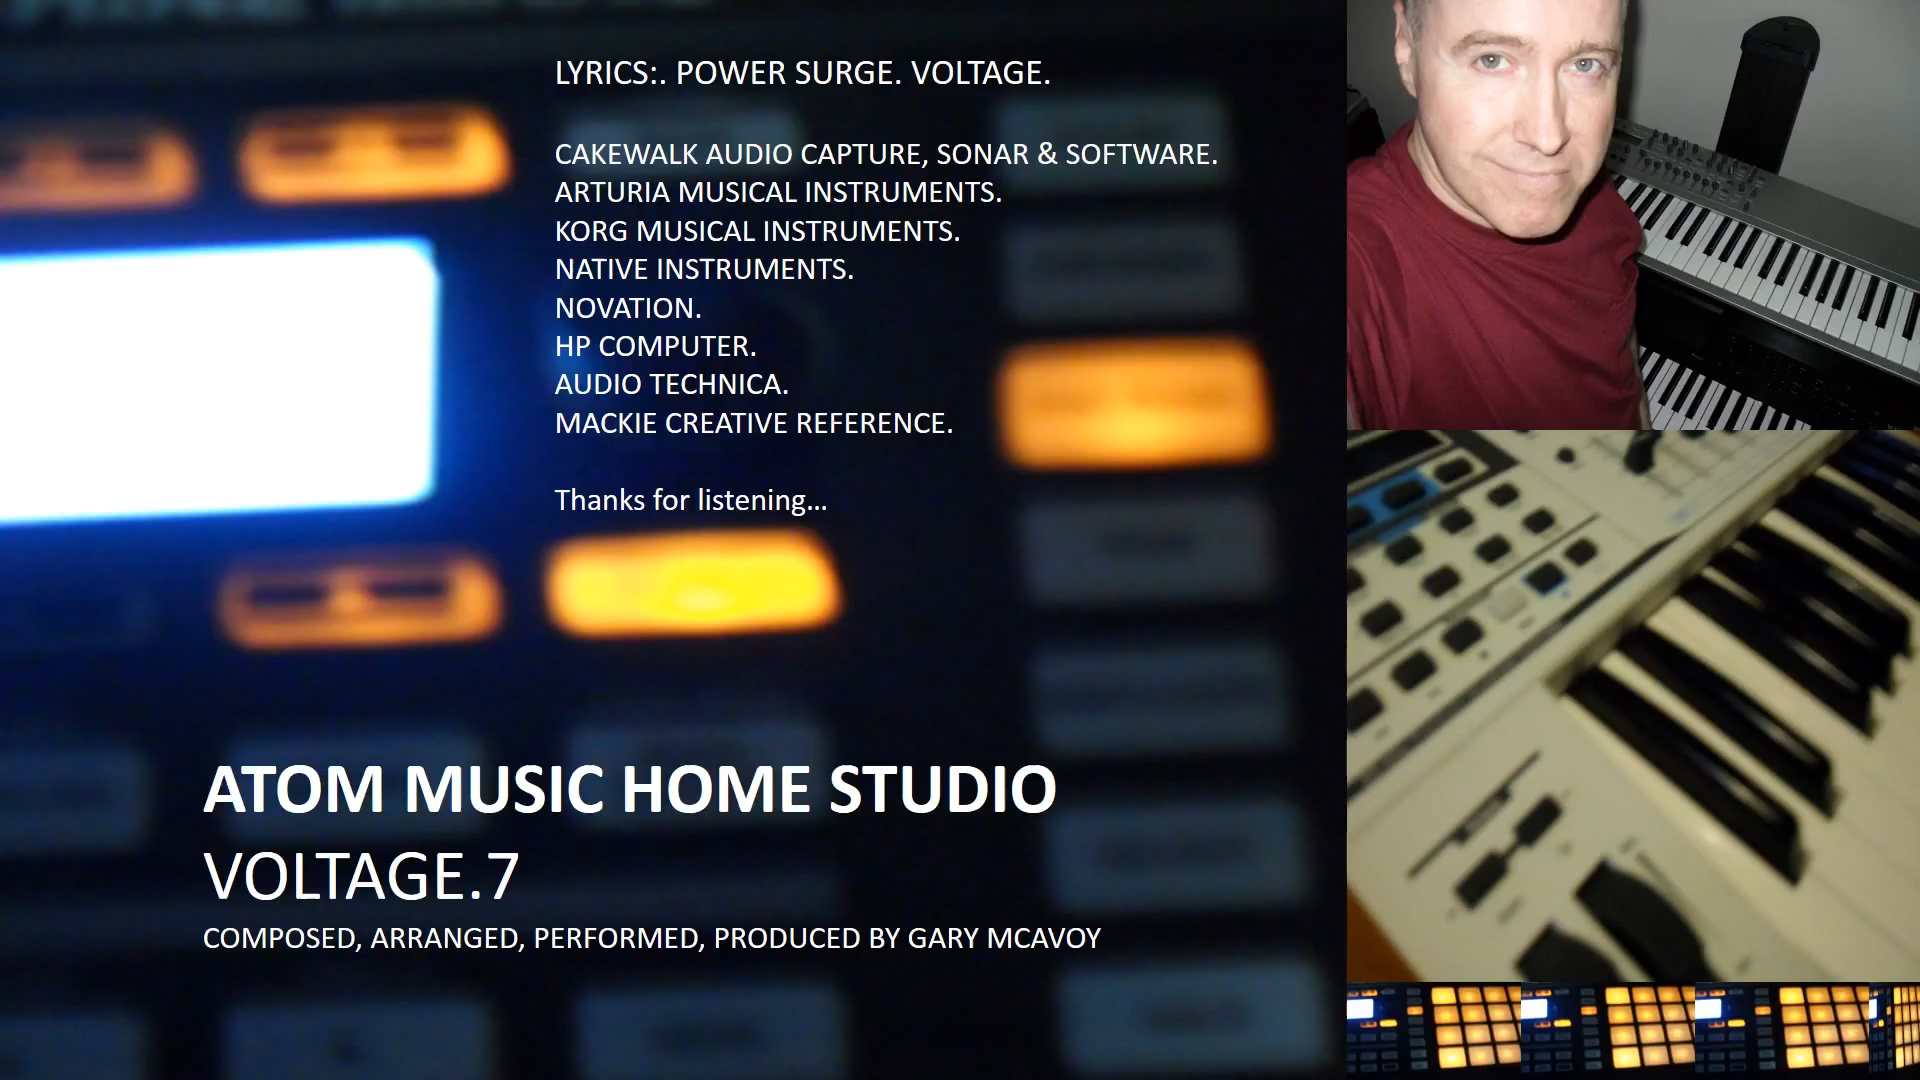 LYRICS:. POWER SURGE. VOLTAGE.
CAKEWALK AUDIO CAPTURE, SONAR & SOFTWARE.
ARTURIA MUSICAL INSTRUMENTS.
KORG MUSICAL INSTRUMENTS.
NATIVE INSTRUMENTS.
NOVATION.
HP COMPUTER.
AUDIO TECHNICA.
MACKIE CREATIVE REFERENCE.
Thanks for listening...
ATOM MUSIC HOME STUDIO
VOLTAGE.7
COMPOSED, ARRANGED, PERFORMED, PRODUCED BY GARY MCAVOY